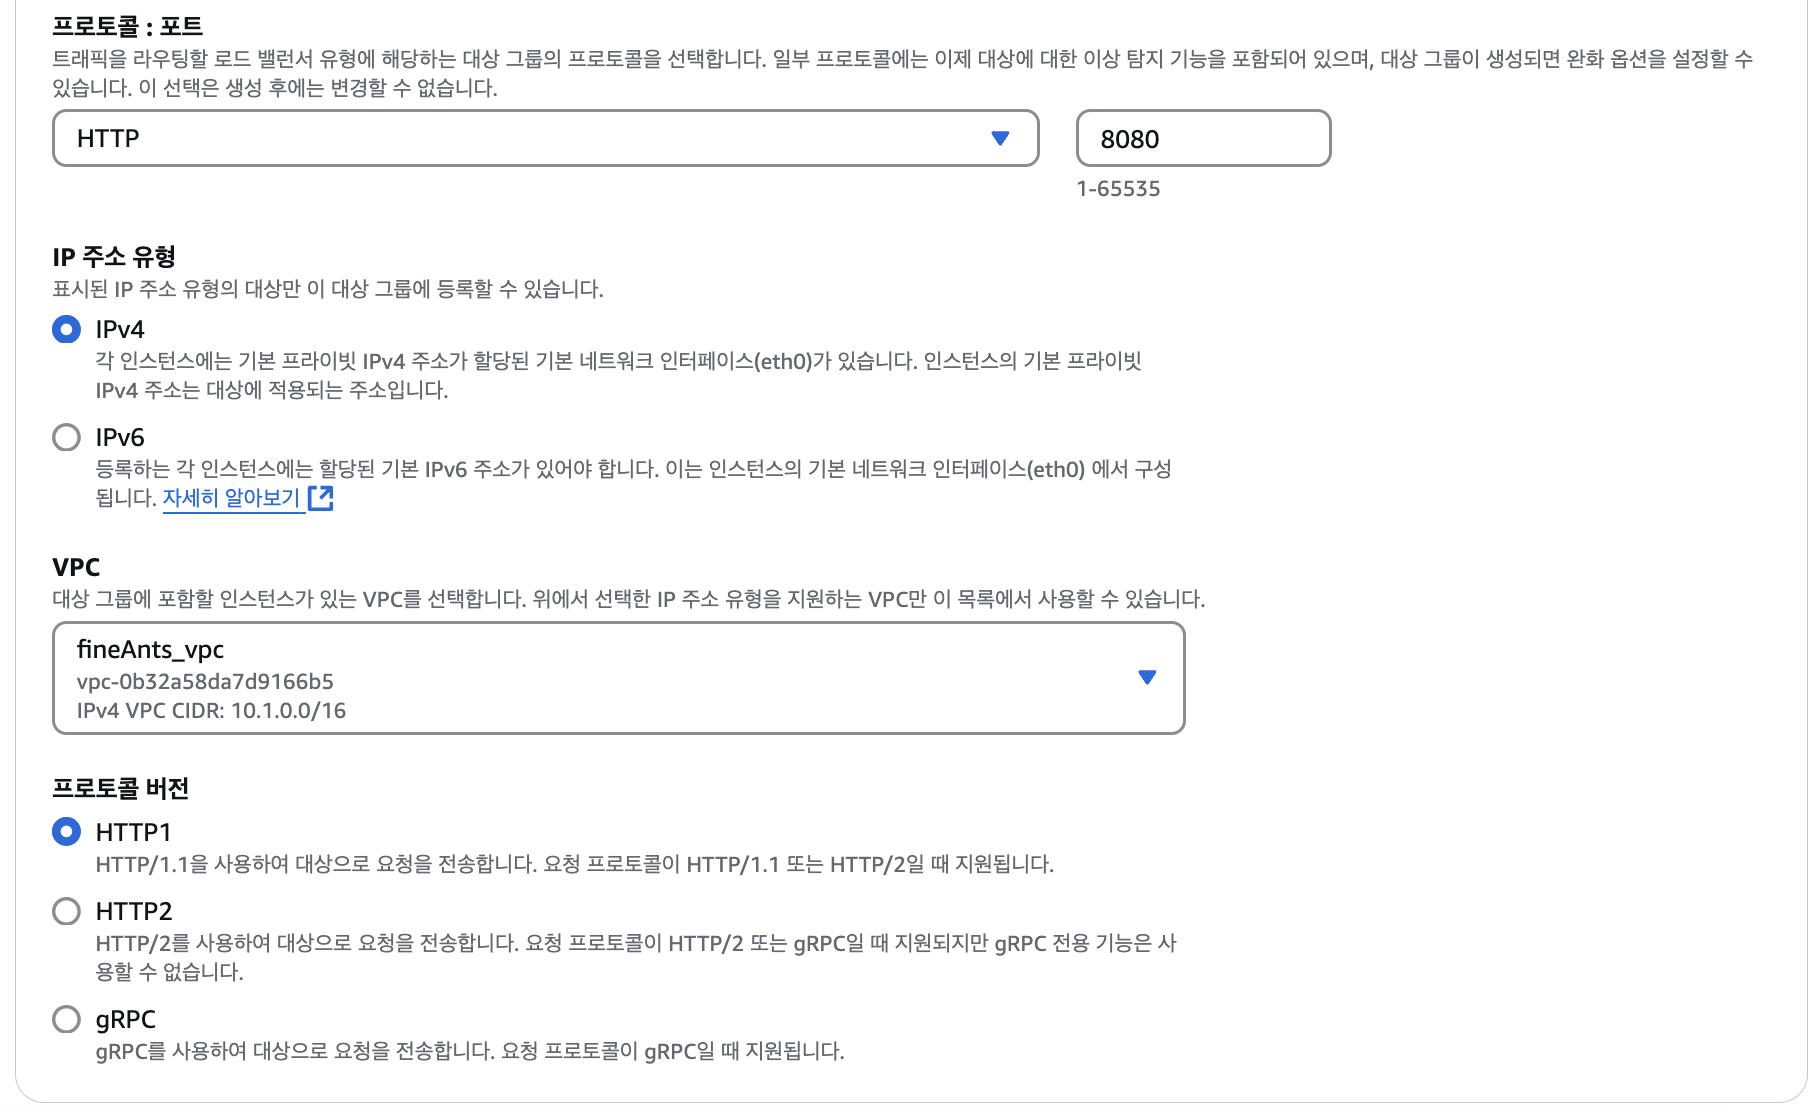 프로토콜 : 포트
트래픽을 라우팅할 로드 밸런서 유형에 해당하는 대상 그룹의 프로토콜을 선택합니다. 일부 프로토콜에는 이제 대상에 대한 이상 탐지 기능을 포함되어 있으며, 대상 그룹이 생성되면 완화 옵션을 설정할 수
있습니다. 이 선택은 생성 후에는 변경할 수 없습니다.
HTTP
8080
1-65535
IP 주소 유형
표시된 IP 주소 유형의 대상만 이 대상 그룹에 등록할 수 있습니다.
IPv4
각 인스턴스에는 기본 프라이빗 IPv4 주소가 할당된 기본 네트워크 인터페이스(eth0)가 있습니다. 인스턴스의 기본 프라이빗
IPv4 주소는 대상에 적용되는 주소입니다.
IPv6
등록하는 각 인스턴스에는 할당된 기본 IPv6 주소가 있어야 합니다. 이는 인스턴스의 기본 네트워크 인터페이스(eth0) 에서 구성
됩니다. 자세히 알아보기
VPC
대상 그룹에 포함할 인스턴스가 있는 VPC를 선택합니다. 위에서 선택한 IP 주소 유형을 지원하는 VPC만 이 목록에서 사용할 수 있습니다.
fineAnts_vpc
vpc-0b32a58da7d9166b5
IPv4 VPC CIDR: 10.1.0.0/16
프로토콜 버전
HTTP1
HTTP/1.1을 사용하여 대상으로 요청을 전송합니다. 요청 프로토콜이 HTTP/1.1 또는 HTTP/2일 때 지원됩니다.
HTTP2
HTTP/2를 사용하여 대상으로 요청을 전송합니다. 요청 프로토콜이 HTTP/2 또는 gRPC일 때 지원되지만 gRPC 전용 기능은 사
용할 수 없습니다.
gRPC
gRPC를 사용하여 대상으로 요청을 전송합니다. 요청 프로토콜이 gRPC일 때 지원됩니다.